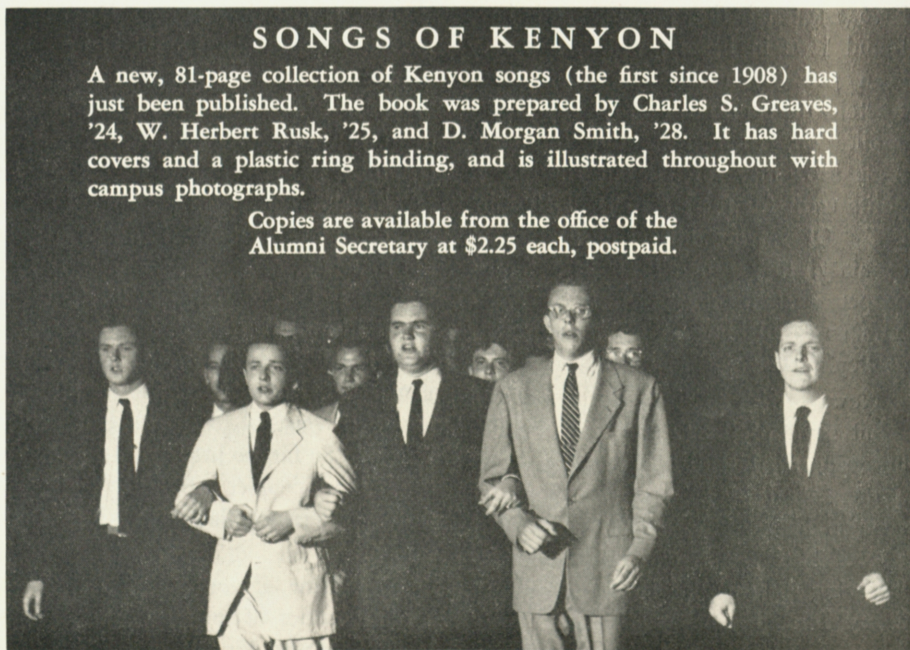 SONGS OF KENYON
A new, 81-page collection of Kenyon songs (the first since 1908) has
just been published. The book was prepared by Charles S. Greaves,
'24, W. Herbert Rusk, '25, and D. Morgan Smith, '28. It has hard
covers and a plastic ring binding, and is illustrated throughout with
campus photographs.
Copies are available from the office of the
Alumni Secretary at $2.25 each, postpaid.